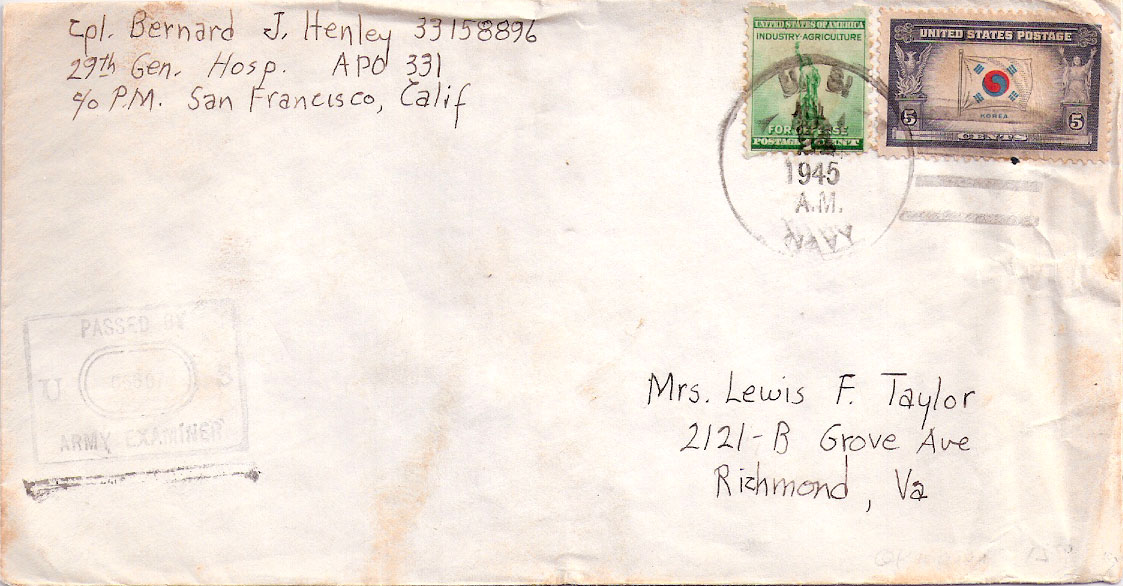 Cpl. Bernard J. Henley 33158896
29th Gen. Hosp. APO 331
c/o P.M. San Francisco, Calif
UNITED STATES OF AMERICA
INDUSTRY·AGRICULTURE
FOR DEFENSE
POSTAGE 1 CENT
UNITED STATES POSTAGE
KOREA
5 5
CENTS
U. S.
1945
A.M.
PASSED BY
U S
ARMY EXAMINER
Mrs. Lewis F. Taylor
2121-B Grove Ave
Richmond, Va